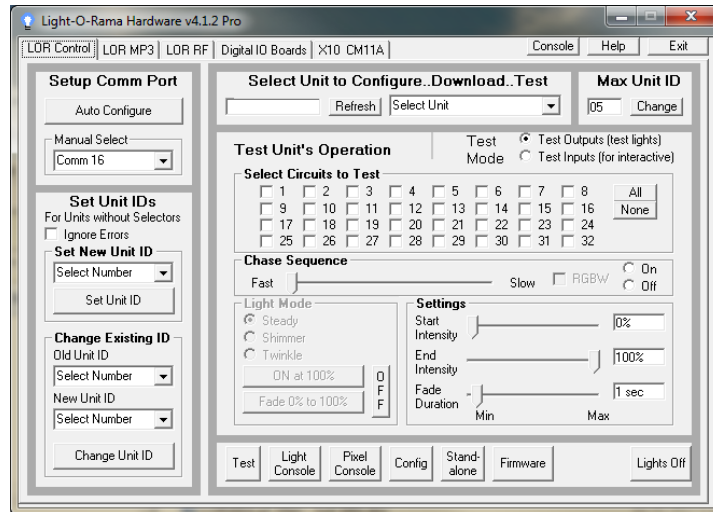 Light-O-Rama Hardware v4.1.2 Pro
LOR Control LOR MP3 LOR RF Digital IO Boards X10 CM11A Console Help Exit
Setup Comm Port
Auto Configure
Manual Select
Comm 16
Set Unit IDs
For Units without Selectors
Ignore Errors
Set New Unit ID
Select Number
Set Unit ID
Change Existing ID
Old Unit ID
Select Number
New Unit ID
Select Number
Change Unit ID
Select Unit to Configure..Download..Test
Refresh Select Unit
Max Unit ID
05 Change
Test Unit's Operation
Test Mode
Test Outputs (test lights)
Test Inputs (for interactive)
Select Circuits to Test
1 2 3 4 5 6 7 8 All
9 10 11 12 13 14 15 16 None
17 18 19 20 21 22 23 24
25 26 27 28 29 30 31 32
Chase Sequence
Fast Slow RGBW On
Off
Light Mode
Steady
Shimmer
Twinkle
ON at 100%
Fade 0% to 100%
OFF
Settings
Start Intensity 0%
End Intensity 100%
Fade Duration 1 sec
Min Max
Test Light Console Pixel Console Config Stand-alone Firmware Lights Off